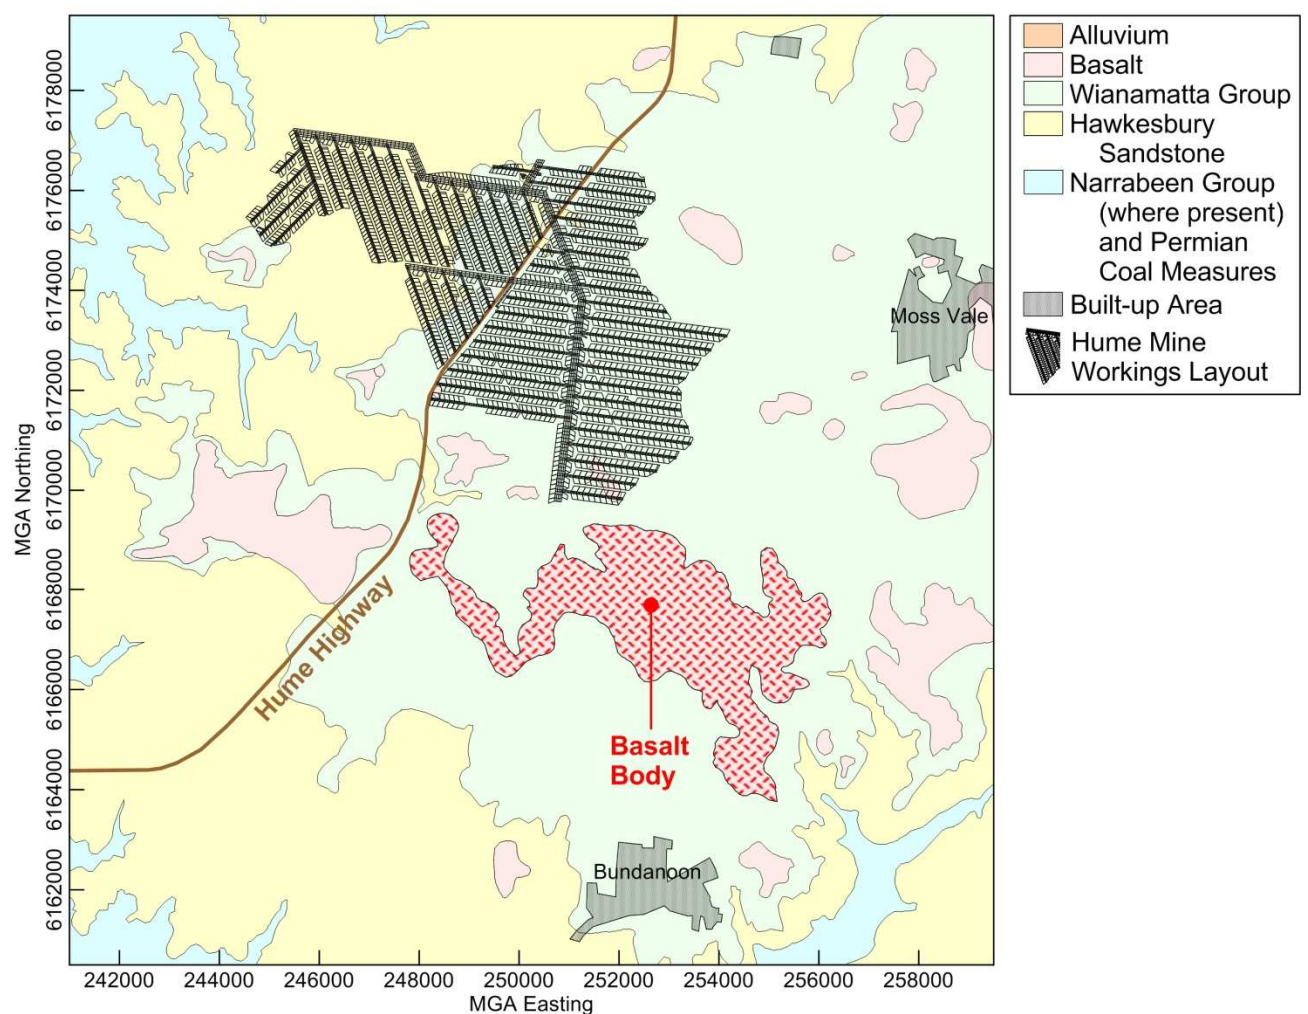 Alluvium
Basalt
Wianamatta Group
Hawkesbury
Sandstone
Narrabeen Group
(where present)
and Permian
Coal Measures
Built-up Area
Hume Mine
Workings Layout
MGA Northing
6178000
6176000
6174000
6172000
6170000
6168000
6166000
6164000
6162000
Moss Vale
Hume Highway
Basalt
Body
Bundanoon
242000
244000
246000
248000
250000
252000
254000
256000
258000
MGA Easting